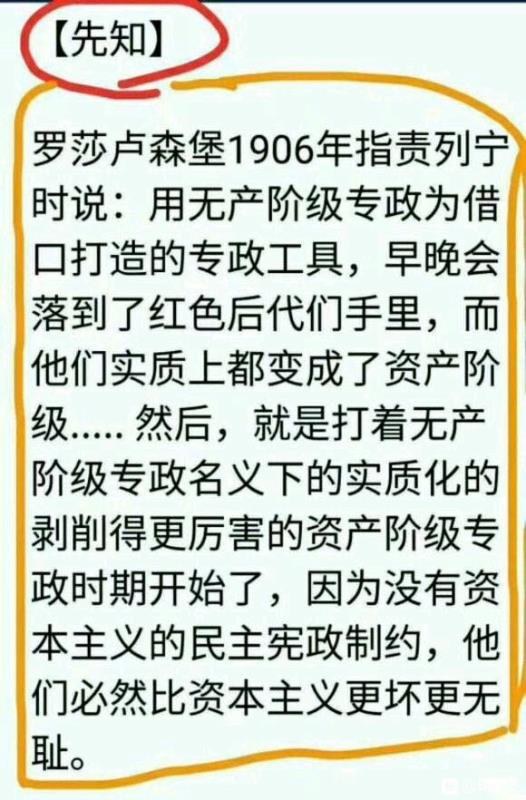 【先知】
罗莎卢森堡1906年指责列宁
时说：用无产阶级专政为借
口打造的专政工具，早晚会
落到了红色后代们手里，而
他们实质上都变成了资产阶
级..... 然后，就是打着无产
阶级专政名义下的实质化的
剥削得更厉害的资产阶级专
政时期开始了，因为没有资
本主义的民主宪政制约，他
们必然比资本主义更坏更无
耻。